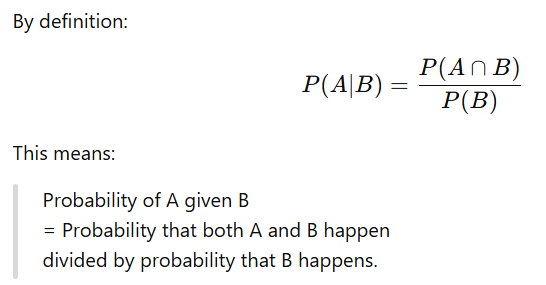 By definition:
P(A|B) = P(A ∩ B) / P(B)
This means:
Probability of A given B
= Probability that both A and B happen
divided by probability that B happens.